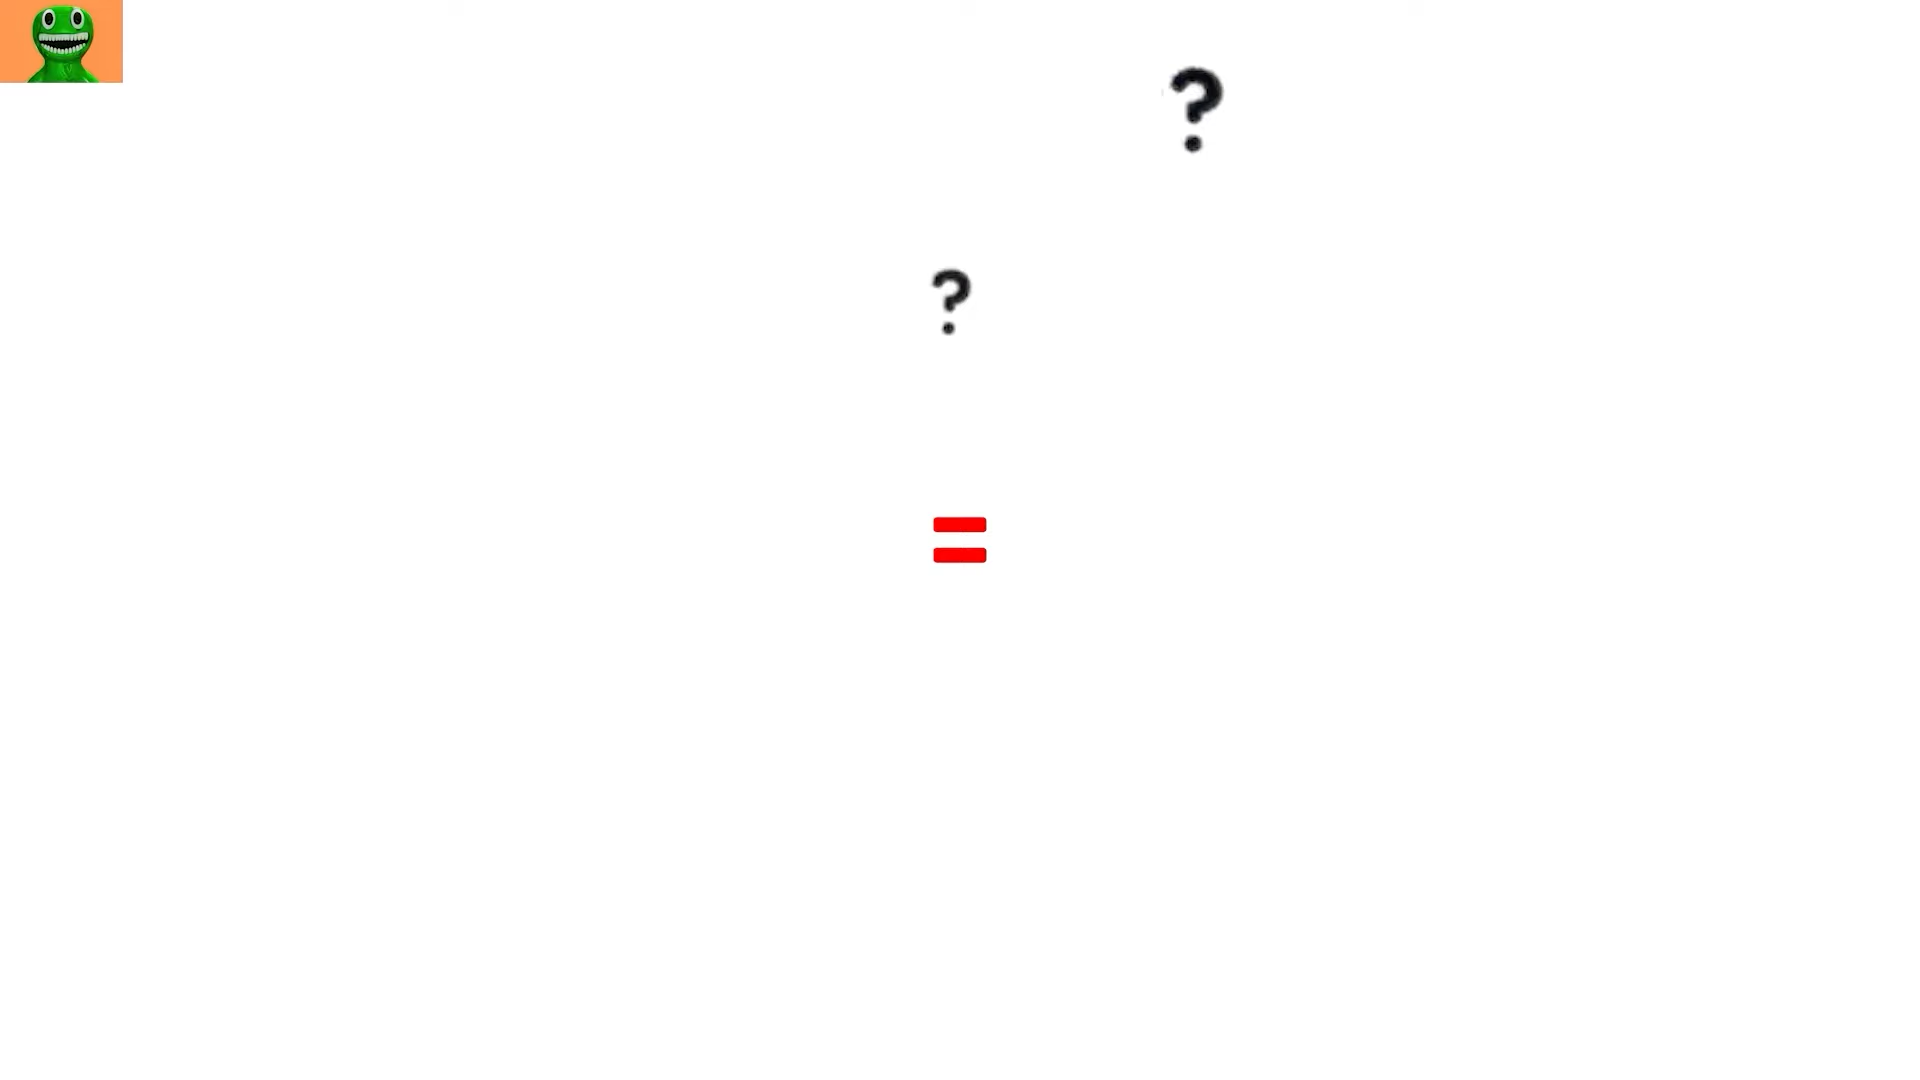 ?
?
=